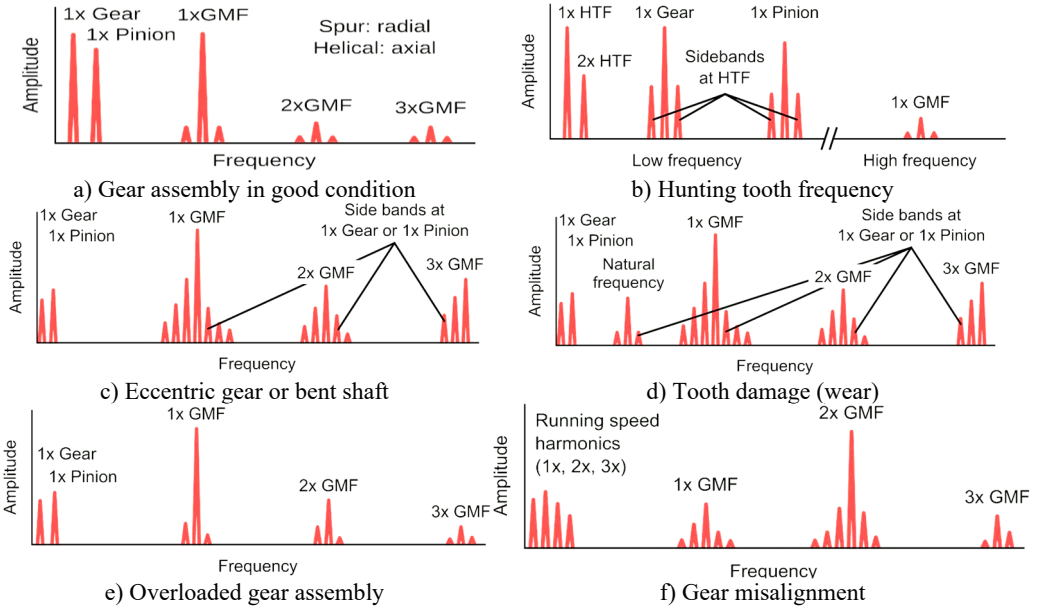 1x Gear
1x Pinion
1xGMF
Spur: radial
Helical: axial
2xGMF
3xGMF
Amplitude
Frequency
a) Gear assembly in good condition
1x HTF
2x HTF
1x Gear
Sidebands
at HTF
1x Pinion
1x GMF
Amplitude
Low frequency
High frequency
b) Hunting tooth frequency
1x Gear
1x Pinion
1x GMF
Side bands at
1x Gear or 1x Pinion
2x GMF
3x GMF
Amplitude
Frequency
c) Eccentric gear or bent shaft
1x Gear
1x Pinion
Natural
frequency
1x GMF
Side bands at
1x Gear or 1x Pinion
2x GMF
3x GMF
Amplitude
Frequency
d) Tooth damage (wear)
1x Gear
1x Pinion
1x GMF
2x GMF
3x GMF
Amplitude
Frequency
e) Overloaded gear assembly
Running speed
harmonics
(1x, 2x, 3x)
1x GMF
2x GMF
3x GMF
Amplitude
Frequency
f) Gear misalignment